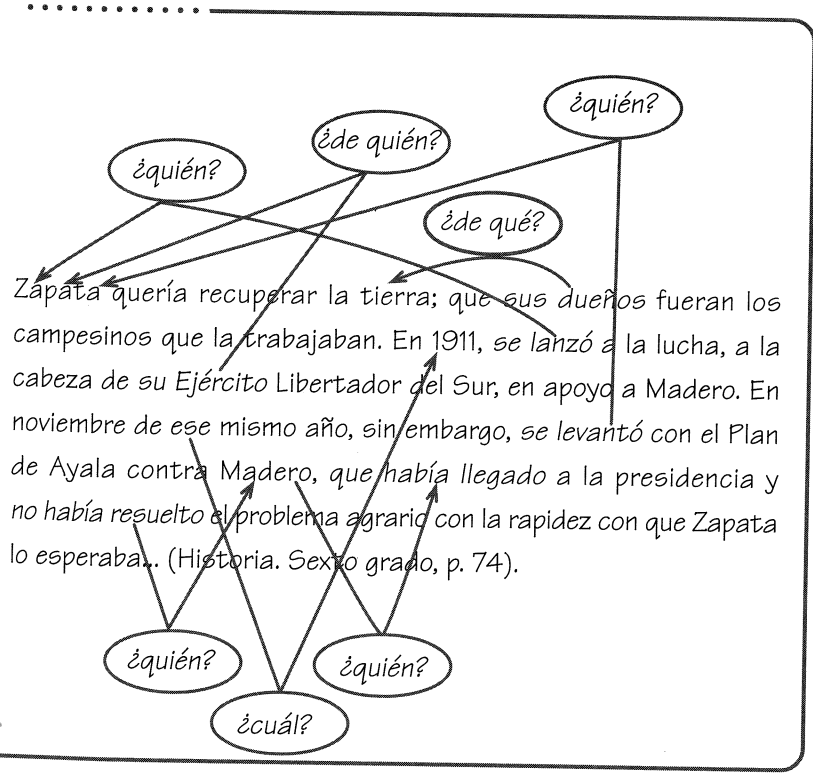 ¿quién?
¿de quién?
¿quién?
¿de qué?
Zapata quería recuperar la tierra; que sus dueños fueran los
campesinos que la trabajaban. En 1911, se lanzó a la lucha, a la
cabeza de su Ejército Libertador del Sur, en apoyo a Madero. En
noviembre de ese mismo año, sin embargo, se levantó con el Plan
de Ayala contra Madero, que había llegado a la presidencia y
no había resuelto el problema agrario con la rapidez con que Zapata
lo esperaba... (Historia. Sexto grado, p. 74).
¿quién?
¿quién?
¿cuál?